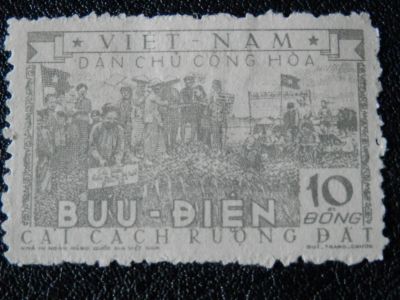 VIỆT-NAM
DÂN CHỦ CỘNG HÒA
10
ĐỒNG
BƯU-ĐIỆN
CẢI CÁCH RUỘNG ĐẤT